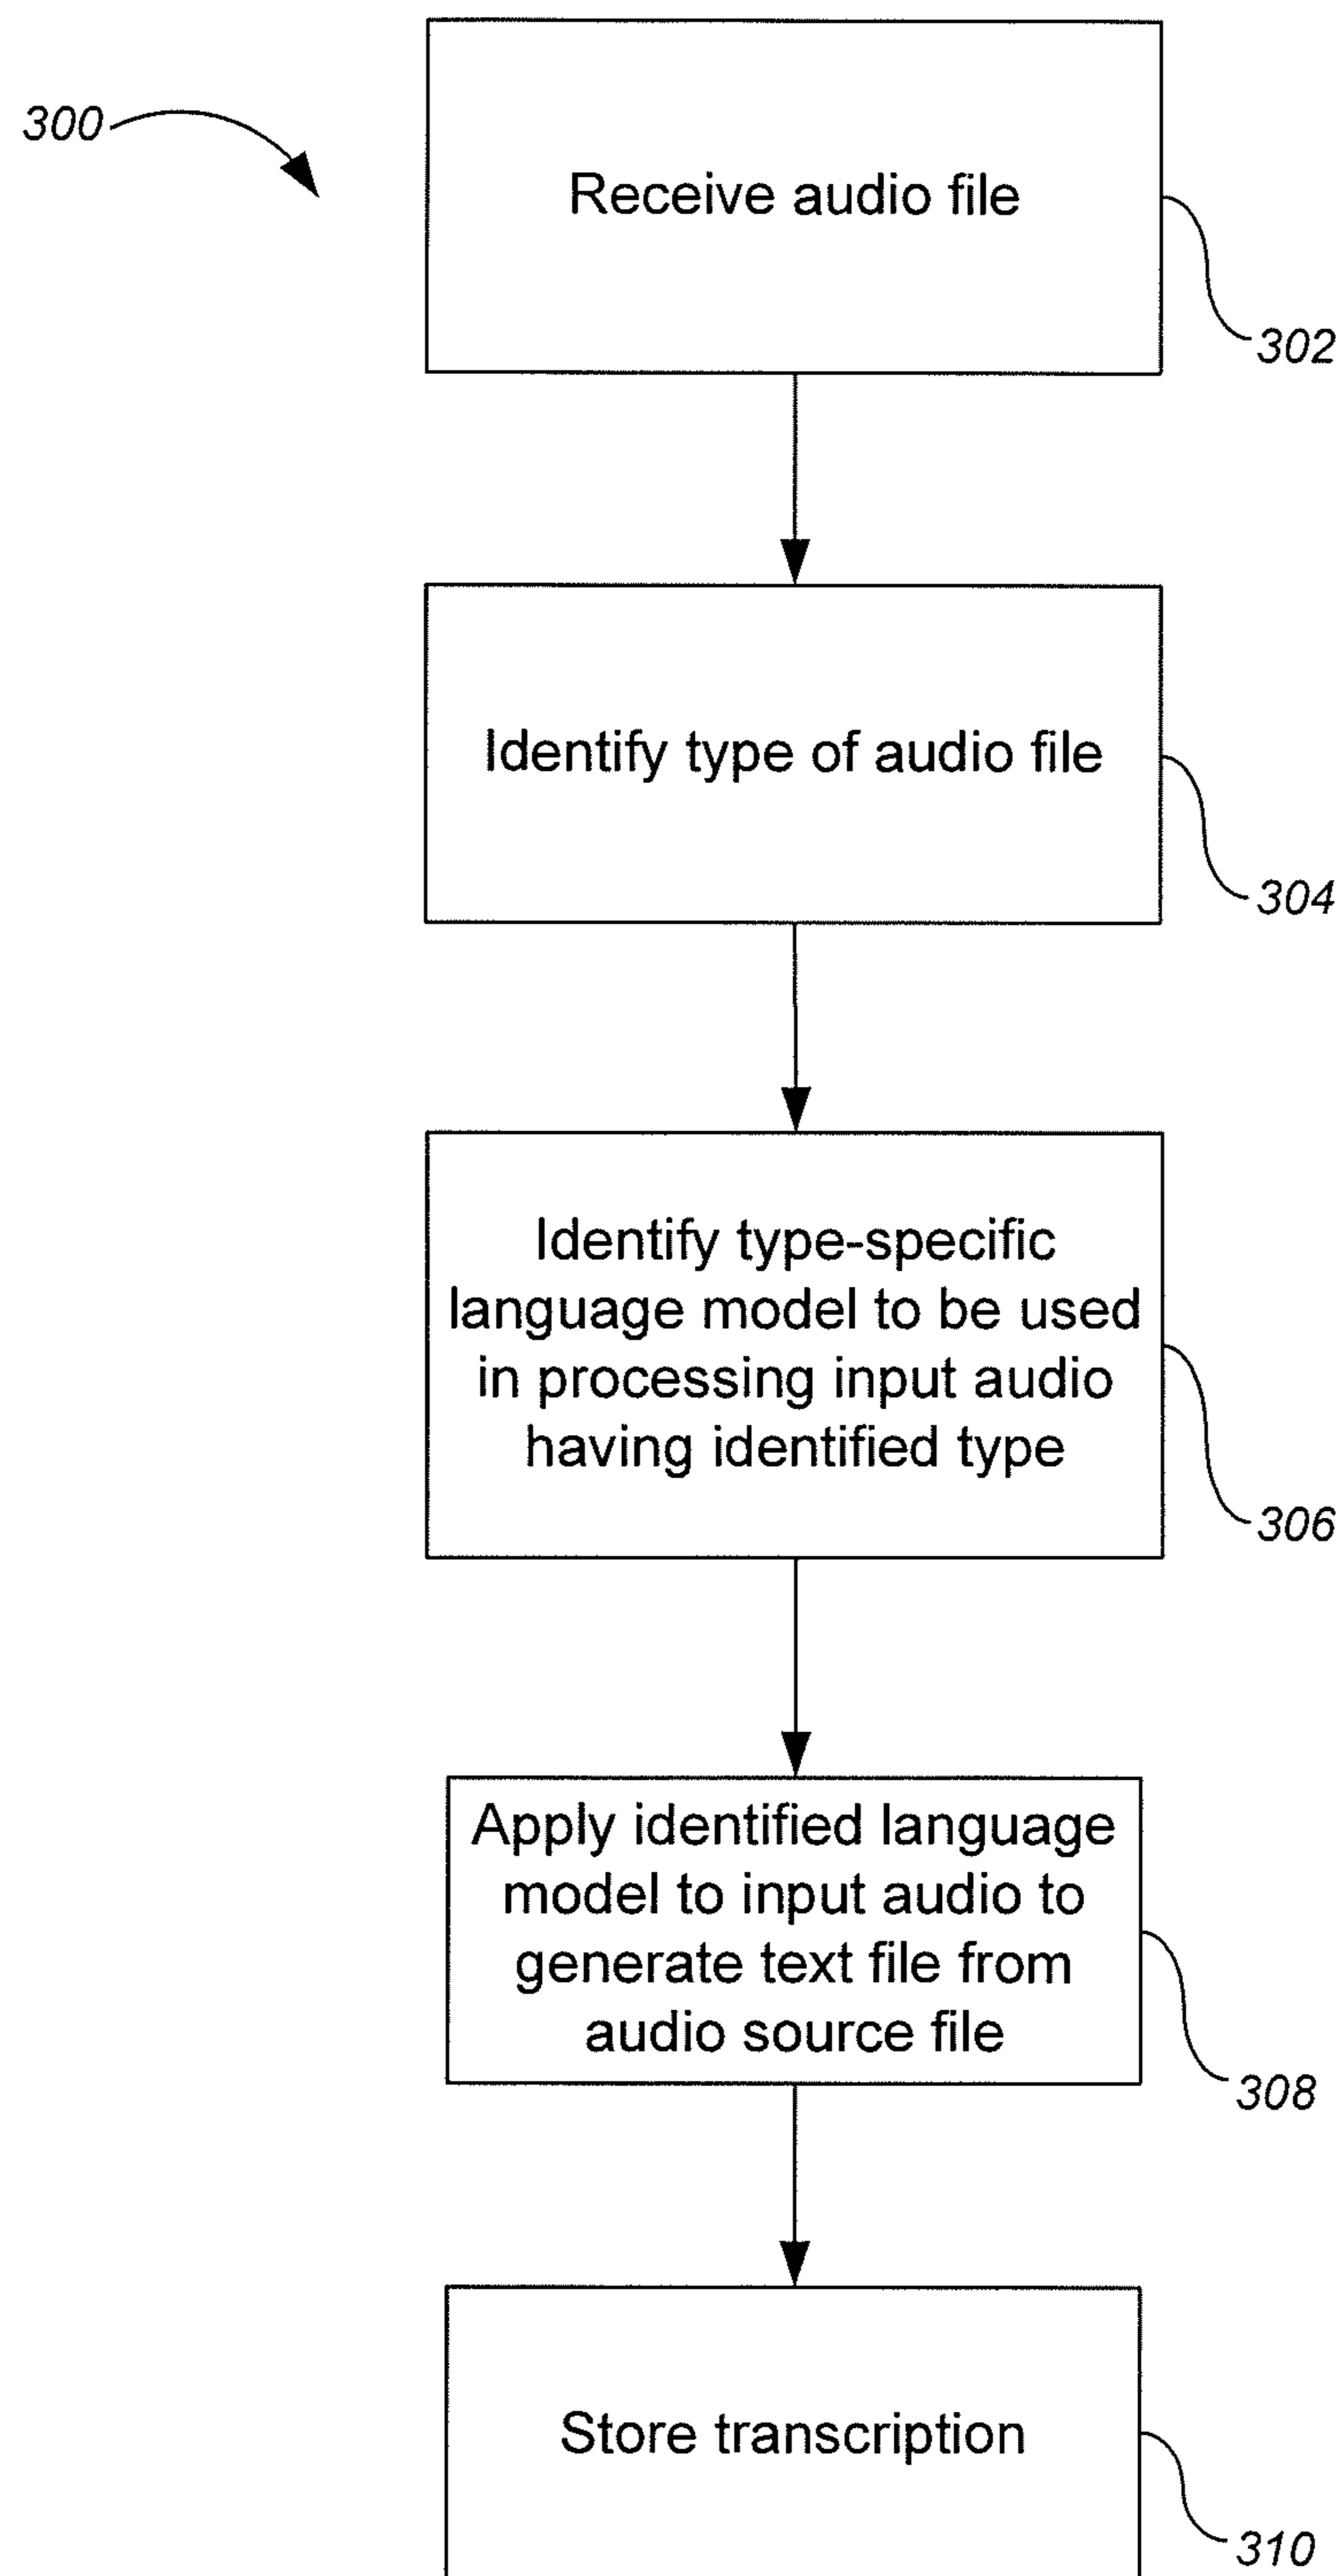 300
Receive audio file
302
Identify type of audio file
304
Identify type-specific
language model to be used
in processing input audio
having identified type
306
Apply identified language
model to input audio to
generate text file from
audio source file
308
Store transcription
310